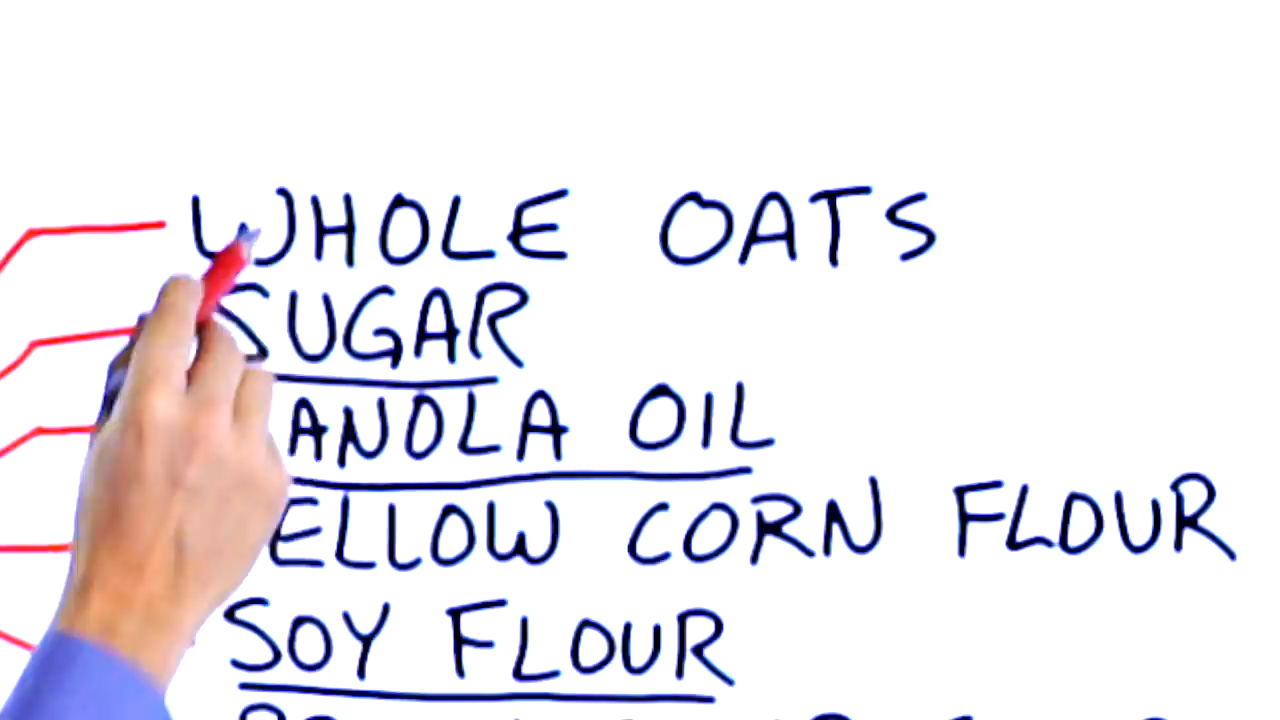 WHOLE OATS
SUGAR
ANOLA OIL
ELLOW CORN FLOUR
SOY FLOUR